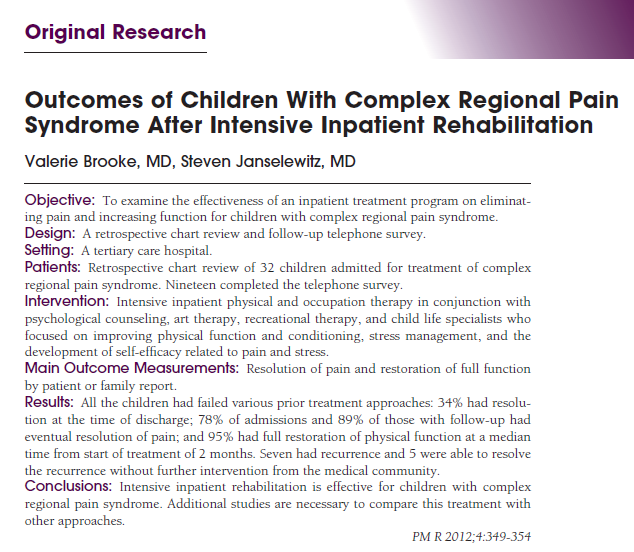 Original Research
Outcomes of Children With Complex Regional Pain
Syndrome After Intensive Inpatient Rehabilitation
Valerie Brooke, MD, Steven Janselewitz, MD
Objective: To examine the effectiveness of an inpatient treatment program on eliminat-
ing pain and increasing function for children with complex regional pain syndrome.
Design: A retrospective chart review and follow-up telephone survey.
Setting: A tertiary care hospital.
Patients: Retrospective chart review of 32 children admitted for treatment of complex
regional pain syndrome. Nineteen completed the telephone survey.
Intervention: Intensive inpatient physical and occupation therapy in conjunction with
psychological counseling, art therapy, recreational therapy, and child life specialists who
focused on improving physical function and conditioning, stress management, and the
development of self-efficacy related to pain and stress.
Main Outcome Measurements: Resolution of pain and restoration of full function
by patient or family report.
Results: All the children had failed various prior treatment approaches: 34% had resolu-
tion at the time of discharge; 78% of admissions and 89% of those with follow-up had
eventual resolution of pain; and 95% had full restoration of physical function at a median
time from start of treatment of 2 months. Seven had recurrence and 5 were able to resolve
the recurrence without further intervention from the medical community.
Conclusions: Intensive inpatient rehabilitation is effective for children with complex
regional pain syndrome. Additional studies are necessary to compare this treatment with
other approaches.
PM R 2012;4:349-354